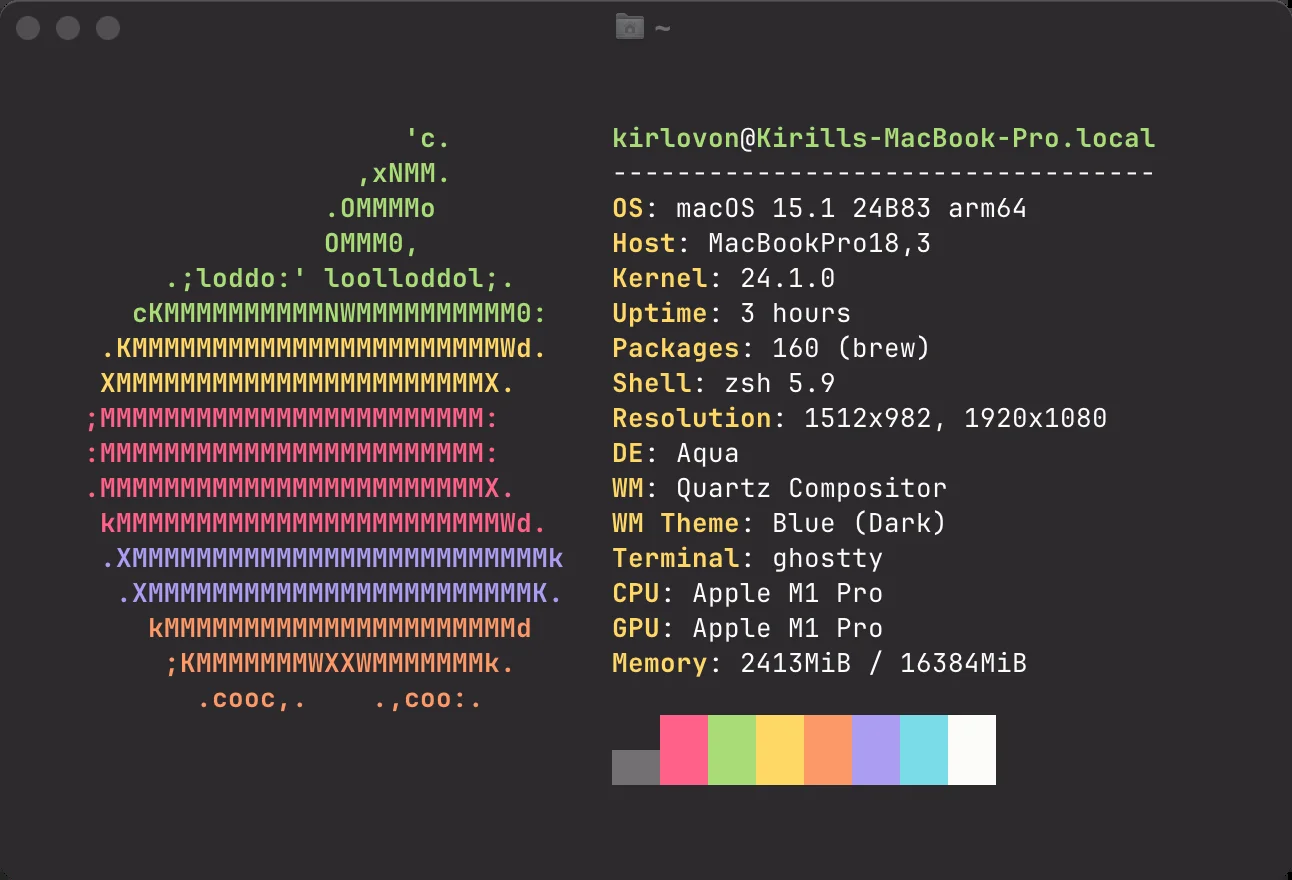 ~
'c.
,xNMM.
.OMMMMo
OMMM0,
.;loddo:' loolloddol;.
cKMMMMMMMMMMNWMMMMMMMMMM0:
.KMMMMMMMMMMMMMMMMMMMMMMMWd.
XMMMMMMMMMMMMMMMMMMMMMMMX.
;MMMMMMMMMMMMMMMMMMMMMMMM:
:MMMMMMMMMMMMMMMMMMMMMMMM:
.MMMMMMMMMMMMMMMMMMMMMMMMX.
kMMMMMMMMMMMMMMMMMMMMMMMMWd.
.XMMMMMMMMMMMMMMMMMMMMMMMMMMk
.XMMMMMMMMMMMMMMMMMMMMMMMMK.
kMMMMMMMMMMMMMMMMMMMMMMd
;KMMMMMMMWXXWMMMMMMMk.
.cooc,. .,coo:.
kirlovon@Kirills-MacBook-Pro.local
----------------------------------
OS: macOS 15.1 24B83 arm64
Host: MacBookPro18,3
Kernel: 24.1.0
Uptime: 3 hours
Packages: 160 (brew)
Shell: zsh 5.9
Resolution: 1512x982, 1920x1080
DE: Aqua
WM: Quartz Compositor
WM Theme: Blue (Dark)
Terminal: ghostty
CPU: Apple M1 Pro
GPU: Apple M1 Pro
Memory: 2413MiB / 16384MiB